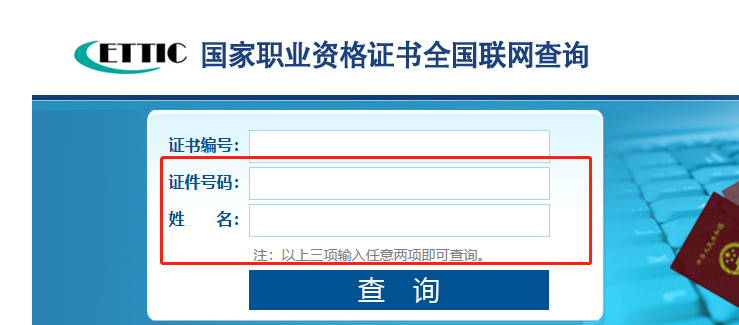 ETTIC 国家职业资格证书全国联网查询
证书编号：
证件号码：
姓 名：
注：以上三项输入任意两项即可查询。
查 询